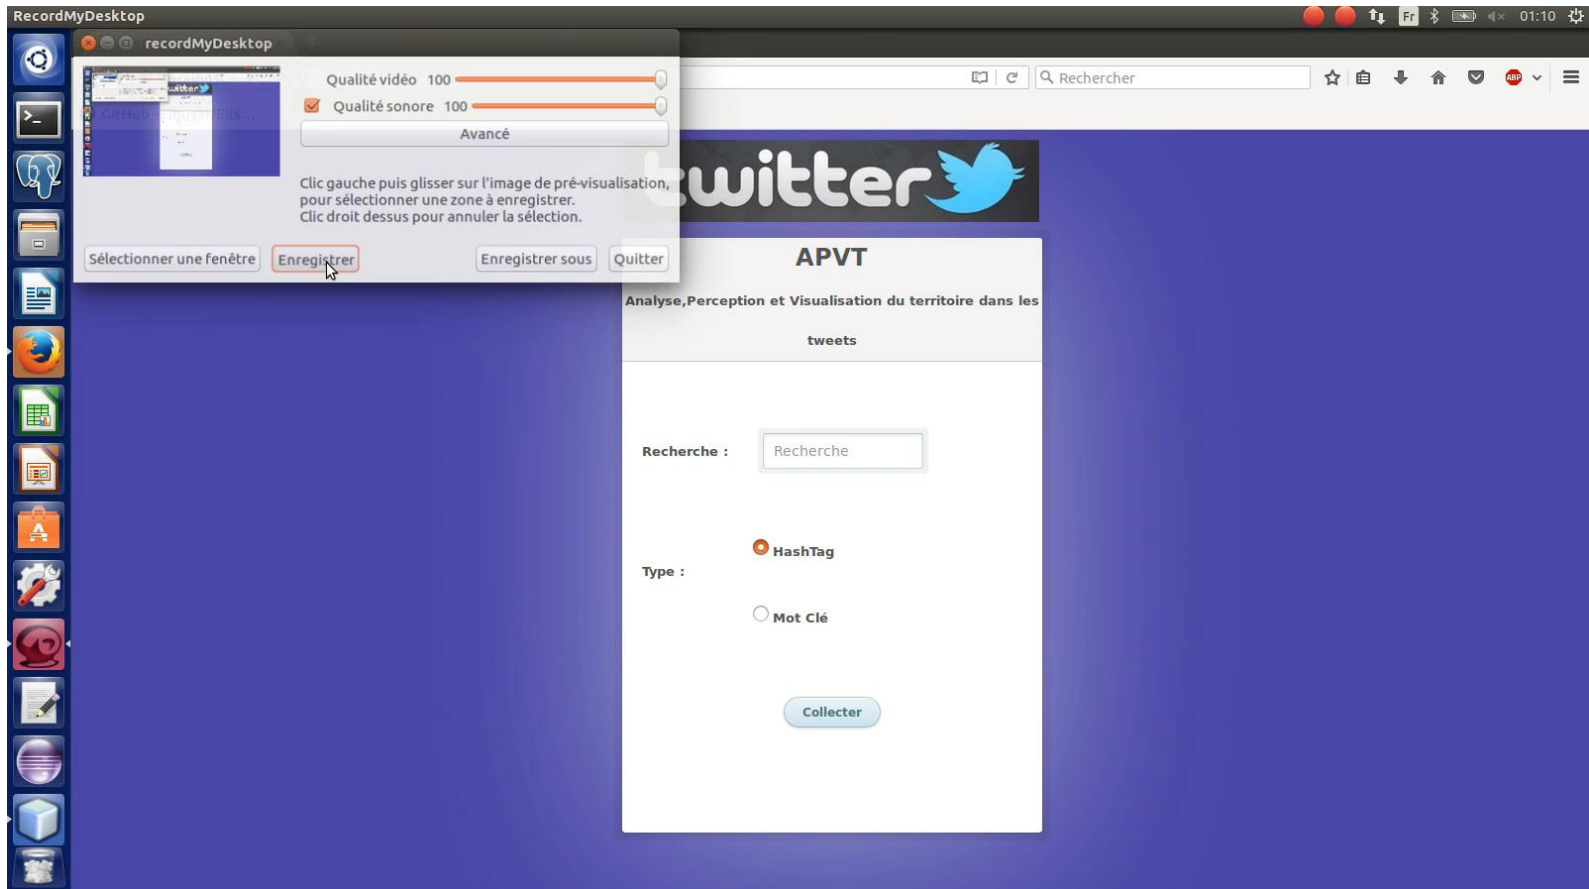 RecordMyDesktop
Fr
01:10
recordMyDesktop
Qualité vidéo 100
Qualité sonore 100
Avancé
Clic gauche puis glisser sur l'image de pré-visualisation,
pour sélectionner une zone à enregistrer.
Clic droit dessus pour annuler la sélection.
Sélectionner une fenêtre
Enregistrer
Enregistrer sous
Quitter
Rechercher
ABP
twitter
APVT
Analyse,Perception et Visualisation du territoire dans les
tweets
Recherche :
Recherche
Type :
HashTag
Mot Clé
Collecter